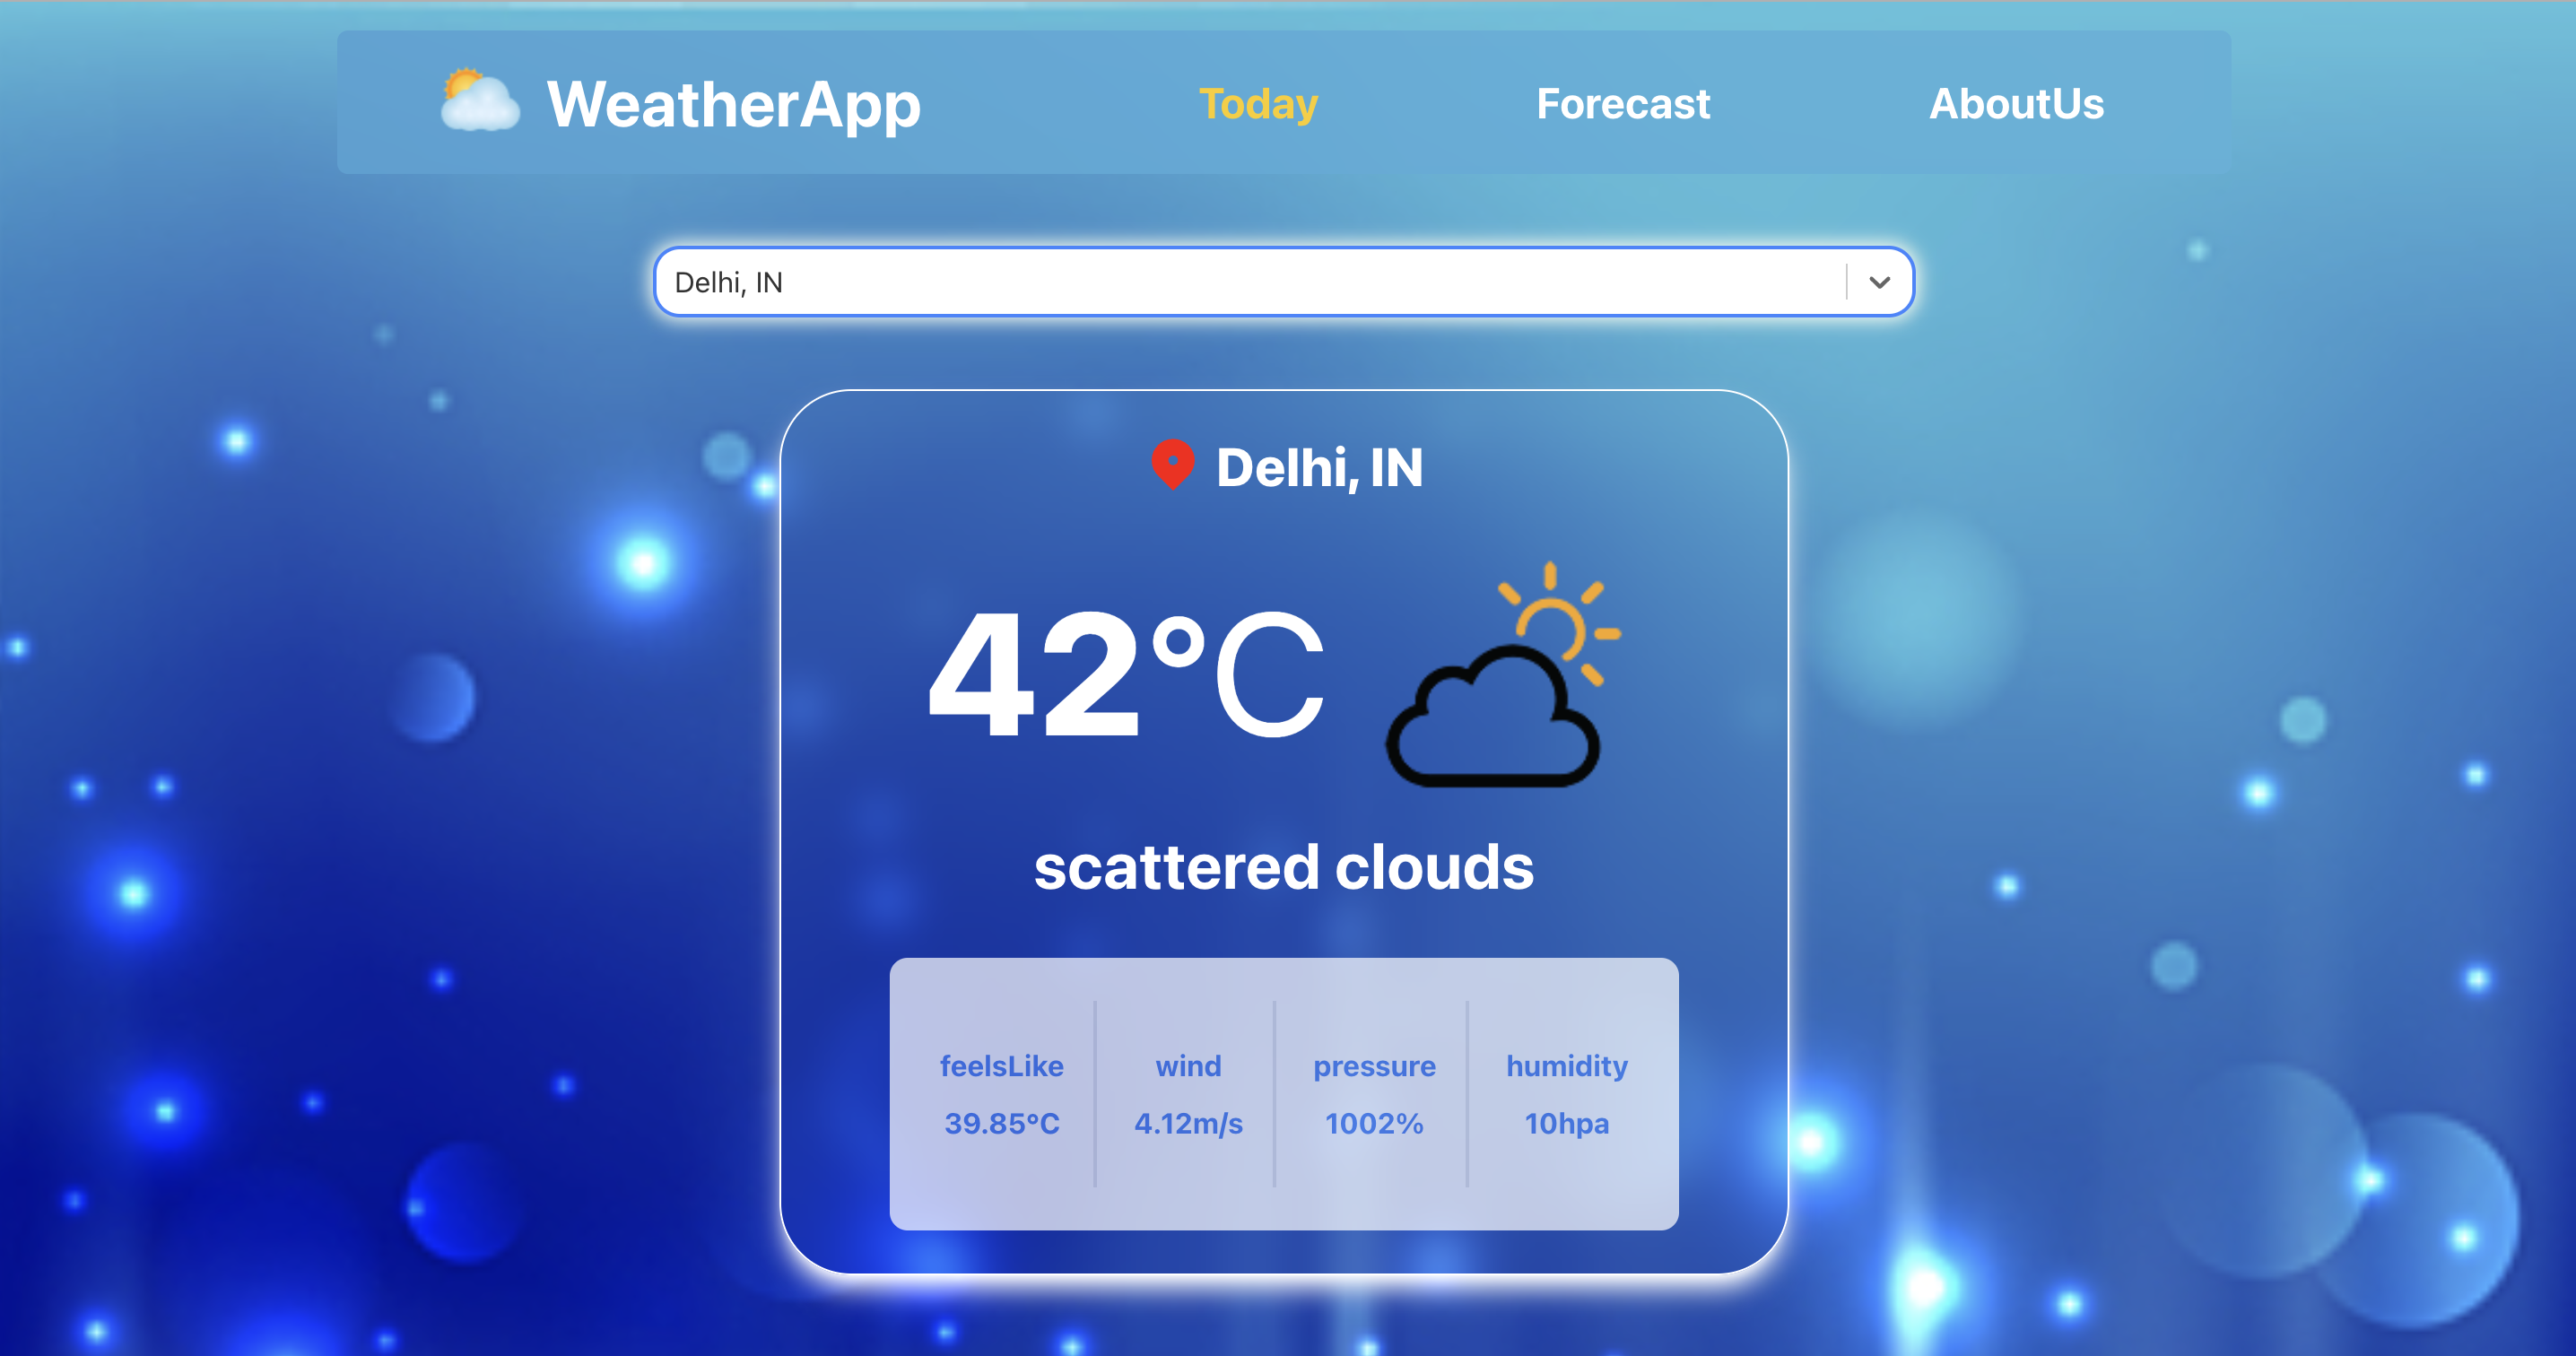 WeatherApp Today Forecast AboutUs
Delhi, IN
Delhi, IN
42°C
scattered clouds
feelsLike wind pressure humidity
39.85°C 4.12m/s 1002% 10hpa